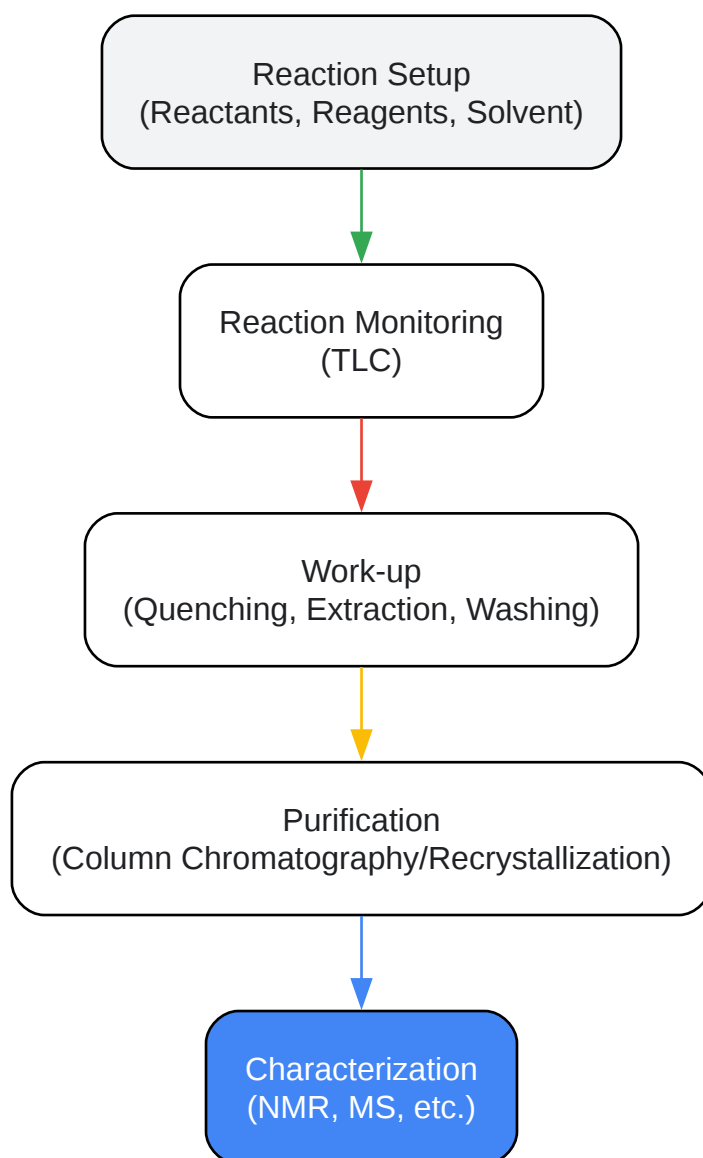 Reaction Setup
(Reactants, Reagents, Solvent)
Reaction Monitoring
(TLC)
Work-up
(Quenching, Extraction, Washing)
Purification
(Column Chromatography/Recrystallization)
Characterization
(NMR, MS, etc.)